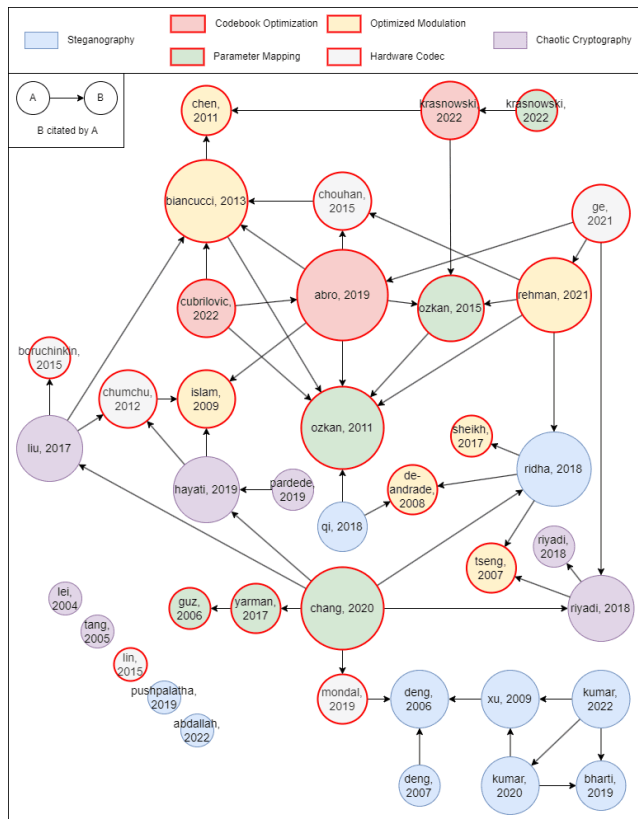 Steganography
Codebook Optimization
Optimized Modulation
Chaotic Cryptography
Parameter Mapping
Hardware Codec
A
B
B citated by A
chen,
2011
krasnowski,
2022
krasnowski,
2022
biancucci, 2013
chouhan,
2015
ge,
2021
cubrilovic,
2022
abro, 2019
ozkan, 2015
rehman, 2021
boruchinkin,
2015
chumchu,
2012
islam,
2009
ozkan, 2011
sheikh,
2017
liu, 2017
hayati, 2019
pardede,
2019
de-
andrade,
2008
ridha, 2018
qi, 2018
riyadi,
2018
tseng,
2007
lei,
2004
guz,
2006
yarman,
2017
chang, 2020
riyadi, 2018
tang,
2005
lin,
2015
pushpalatha,
2019
abdallah,
2022
mondal,
2019
deng,
2006
xu, 2009
kumar,
2022
deng,
2007
kumar,
2020
bharti,
2019